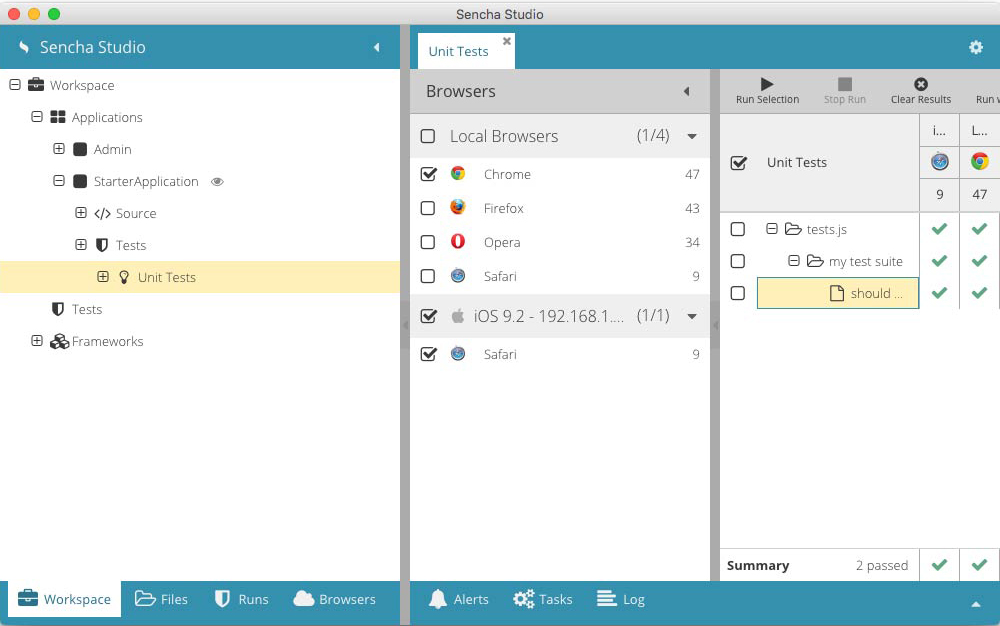 Sencha Studio
Sencha Studio
Workspace
Applications
Admin
StarterApplication
</> Source
Tests
Unit Tests
Tests
Frameworks
Unit Tests
Browsers
Local Browsers (1/4)
Chrome 47
Firefox 43
Opera 34
Safari 9
iOS 9.2 - 192.168.1.... (1/1)
Safari 9
Run Selection
Stop Run
Clear Results
Run w
Unit Tests
i... L...
9 47
tests.js
my test suite
should ...
Summary 2 passed
Workspace
Files
Runs
Browsers
Alerts
Tasks
Log